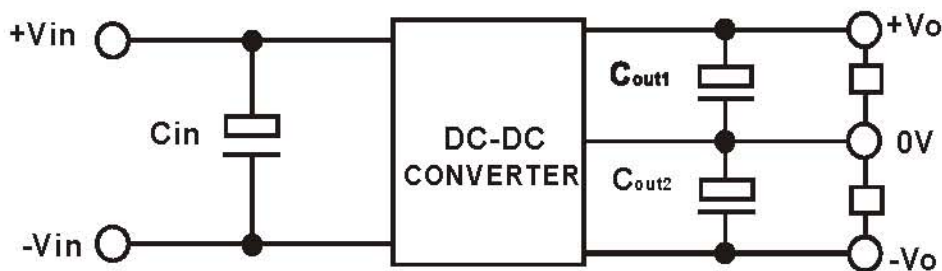 +Vin
+Vo
Cout1
Cin
DC-DC
CONVERTER
0V
Cout2
-Vin
-Vo